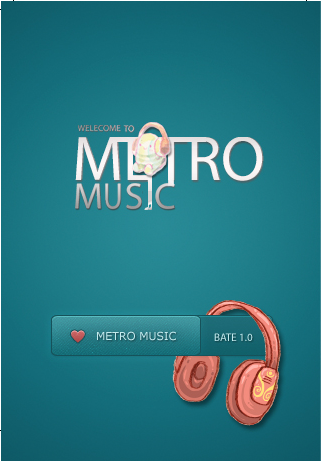 WELECOME TO
METRO
MUSIC
METRO MUSIC
BATE 1.0